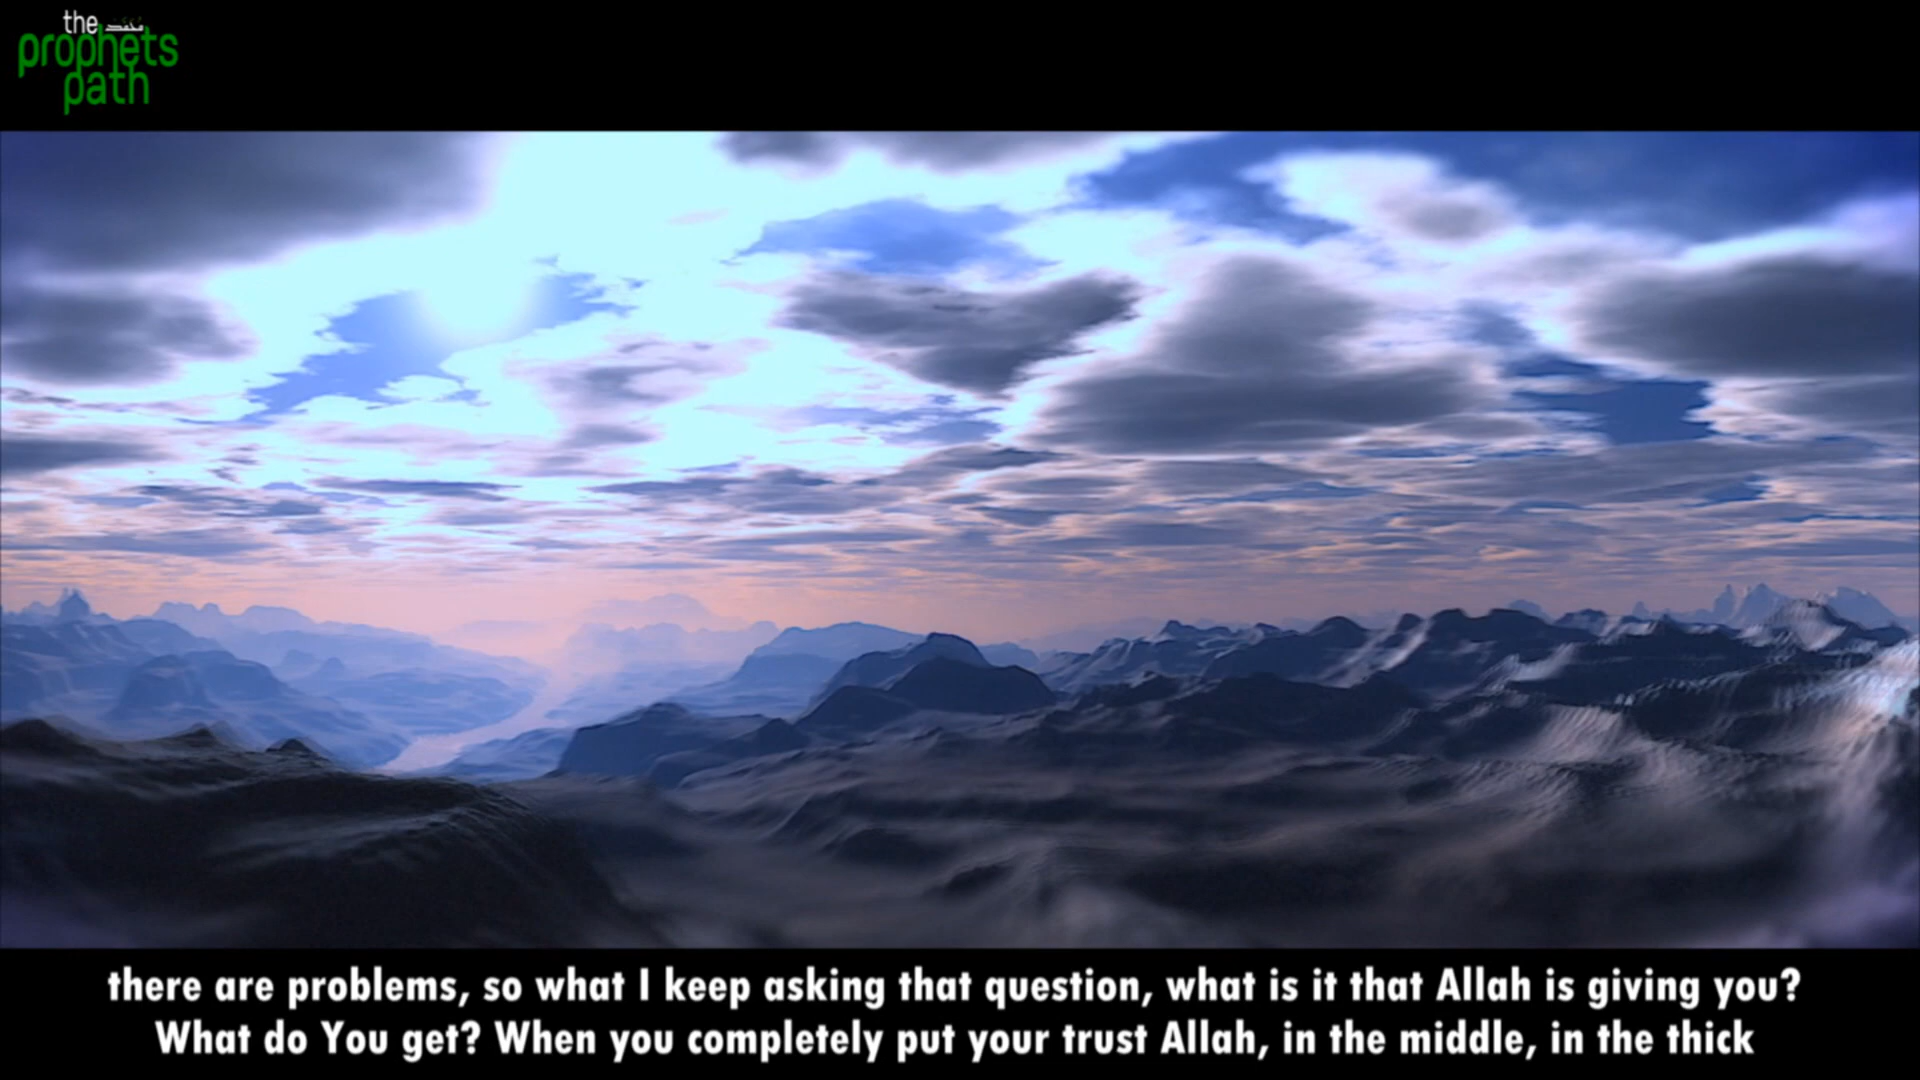 the محمد
prophets
path
there are problems, so what I keep asking that question, what is it that Allah is giving you?
What do You get? When you completely put your trust Allah, in the middle, in the thick